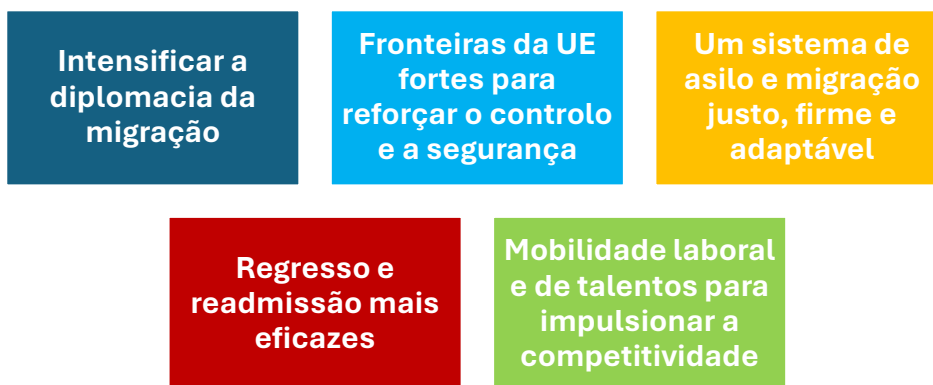 Intensificar a
diplomacia da
migração
Fronteiras da UE
fortes para
reforçar o controlo
e a segurança
Um sistema de
asilo e migração
justo, firme e
adaptável
Regresso e
readmissão mais
eficazes
Mobilidade laboral
e de talentos para
impulsionar a
competitividade